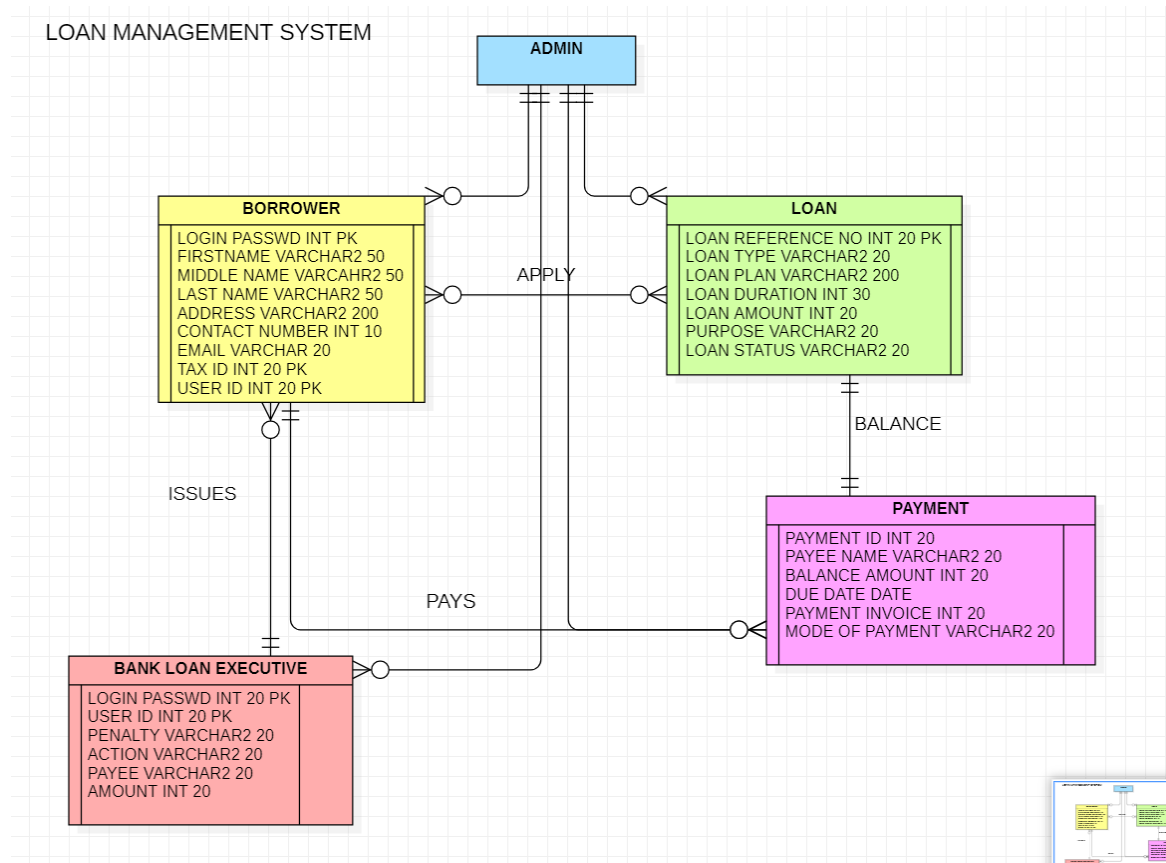 LOAN MANAGEMENT SYSTEM
ADMIN
BORROWER
LOGIN PASSWD INT PK
FIRSTNAME VARCHAR2 50
MIDDLE NAME VARCAHR2 50
LAST NAME VARCHAR2 50
ADDRESS VARCHAR2 200
CONTACT NUMBER INT 10
EMAIL VARCHAR 20
TAX ID INT 20 PK
USER ID INT 20 PK
APPLY
LOAN
LOAN REFERENCE NO INT 20 PK
LOAN TYPE VARCHAR2 20
LOAN PLAN VARCHAR2 200
LOAN DURATION INT 30
LOAN AMOUNT INT 20
PURPOSE VARCHAR2 20
LOAN STATUS VARCHAR2 20
BALANCE
ISSUES
PAYS
PAYMENT
PAYMENT ID INT 20
PAYEE NAME VARCHAR2 20
BALANCE AMOUNT INT 20
DUE DATE DATE
PAYMENT INVOICE INT 20
MODE OF PAYMENT VARCHAR2 20
BANK LOAN EXECUTIVE
LOGIN PASSWD INT 20 PK
USER ID INT 20 PK
PENALTY VARCHAR2 20
ACTION VARCHAR2 20
PAYEE VARCHAR2 20
AMOUNT INT 20